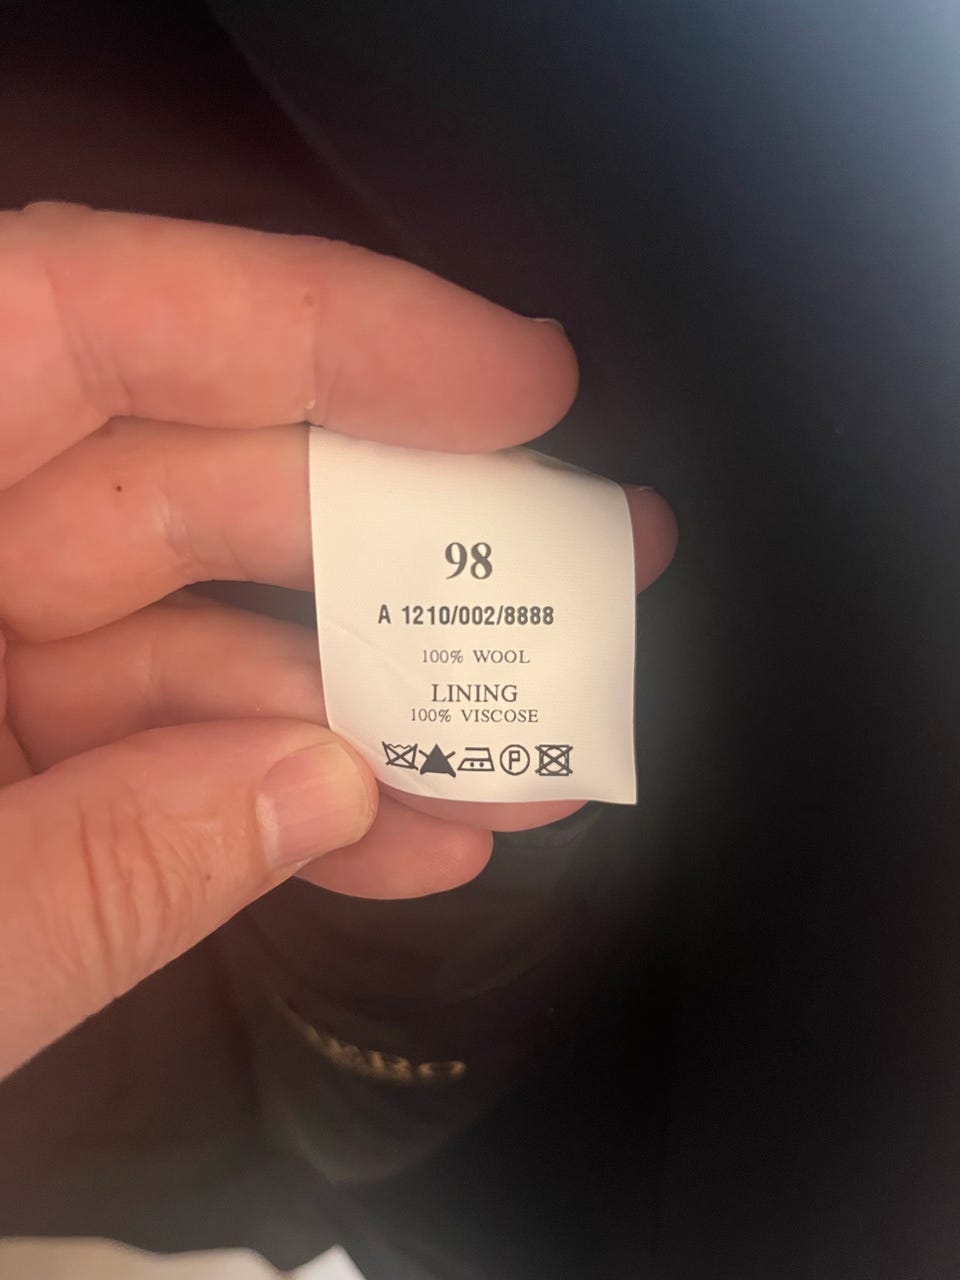 98
A 1210/002/8888
100% WOOL
LINING
100% VISCOSE
P